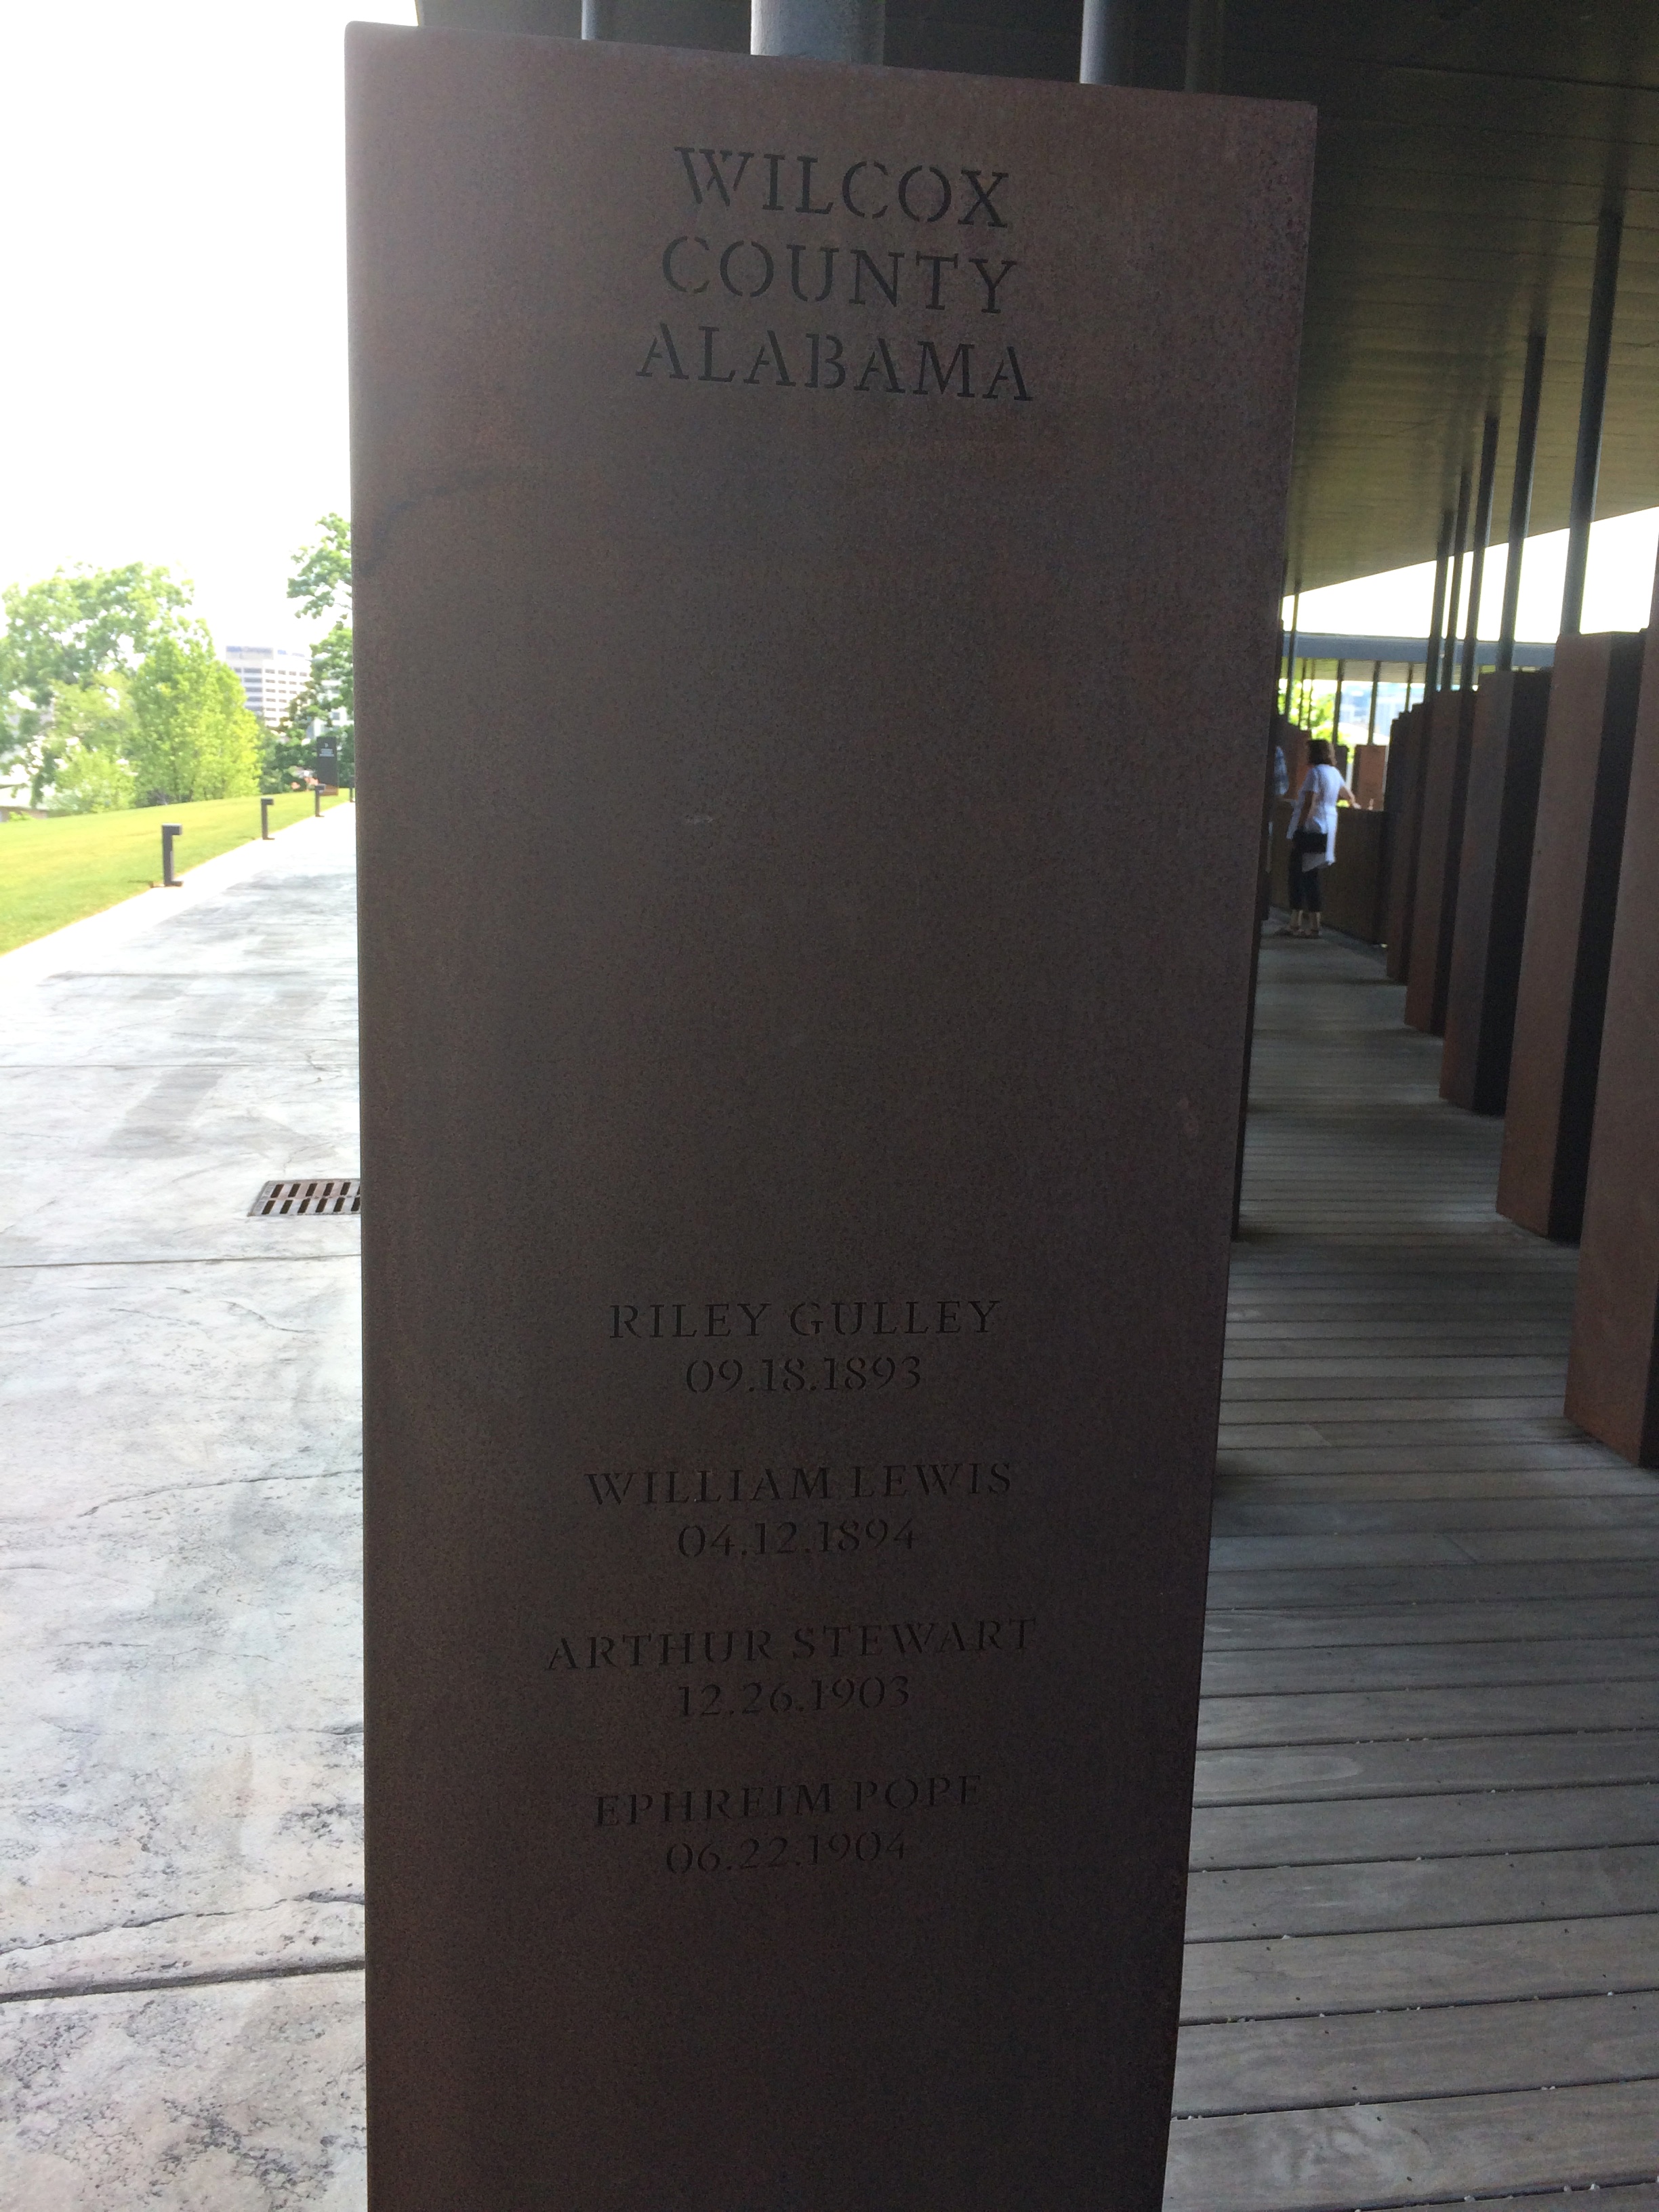 WILCOX
COUNTY
ALABAMA
RILEY GULLEY
09.18.1893
WILLIAM LEWIS
04.12.1894
ARTHUR STEWART
12.26.1903
EPHREIM POPE
06.22.1904